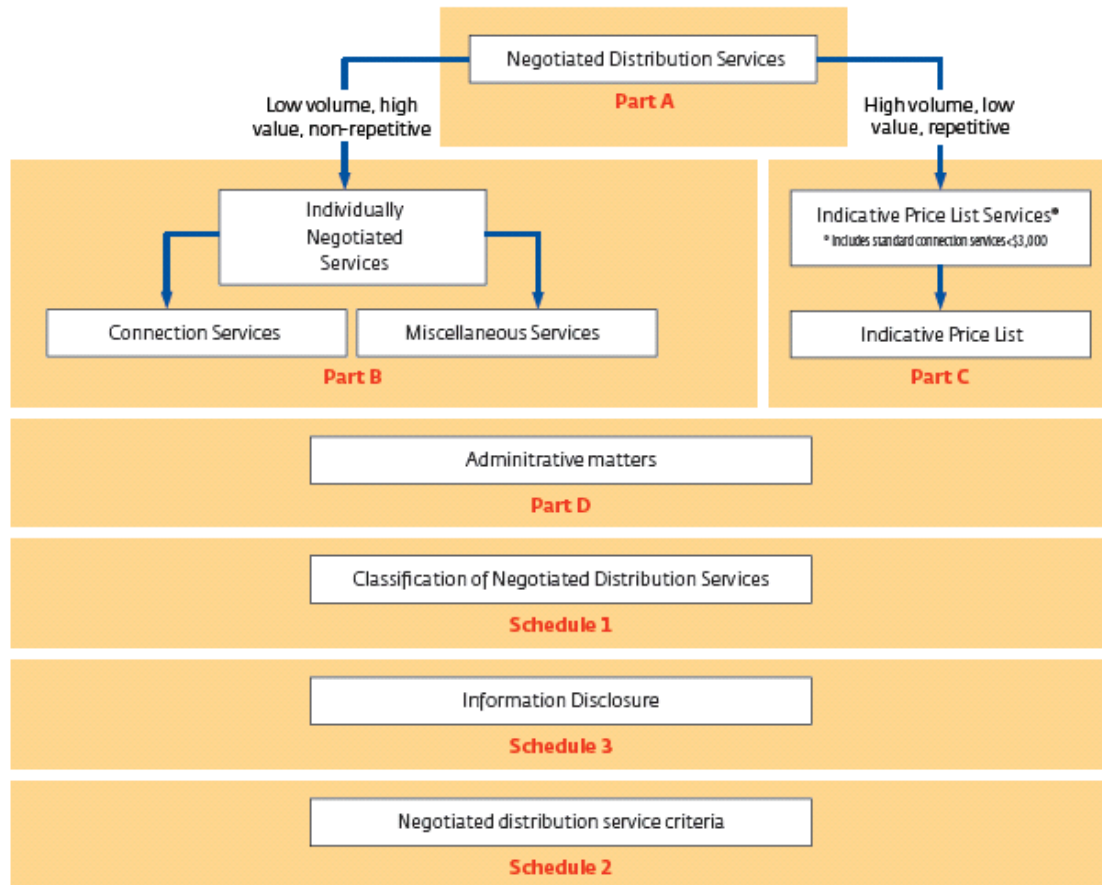 Negotiated Distribution Services
Part A
Low volume, high
value, non-repetitive
High volume, low
value, repetitive
Individually
Negotiated
Services
Connection Services
Miscellaneous Services
Part B
Indicative Price List Services*
* Includes standard connection services <$3,000
Indicative Price List
Part C
Adminitrative matters
Part D
Classification of Negotiated Distribution Services
Schedule 1
Information Disclosure
Schedule 3
Negotiated distribution service criteria
Schedule 2